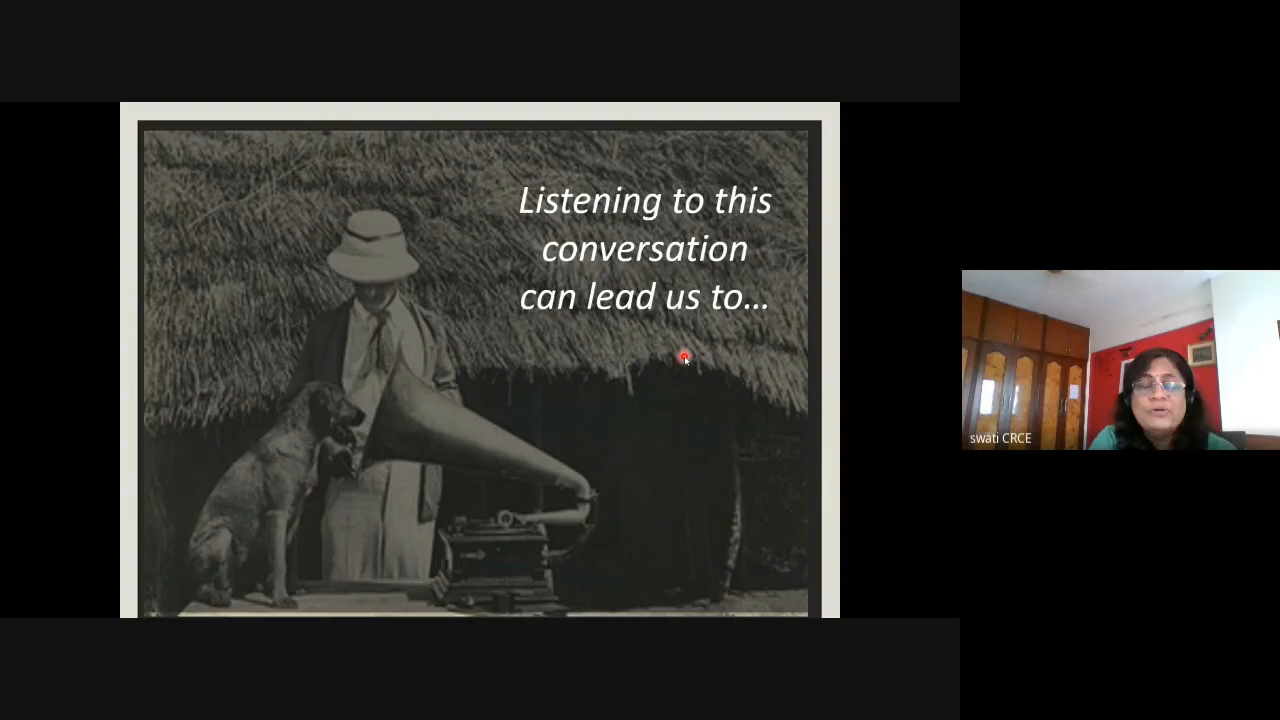 Listening to this
conversation
can lead us to...
swati CRCE